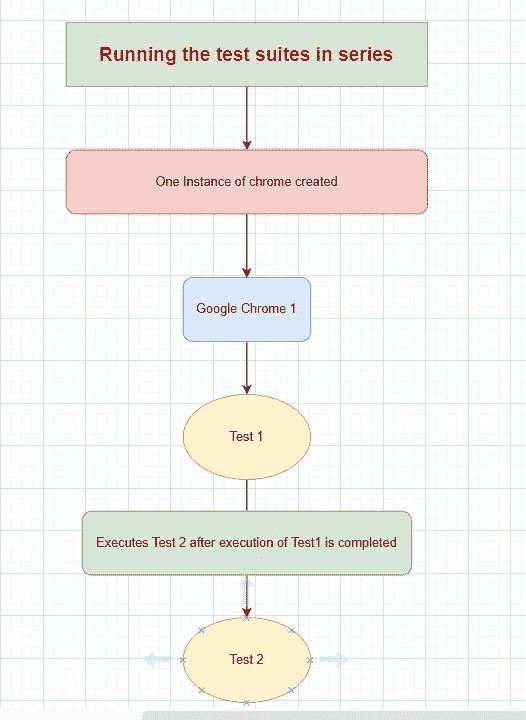 Running the test suites in series
One Instance of chrome created
Google Chrome 1
Test 1
Executes Test 2 after execution of Test1 is completed
Test 2